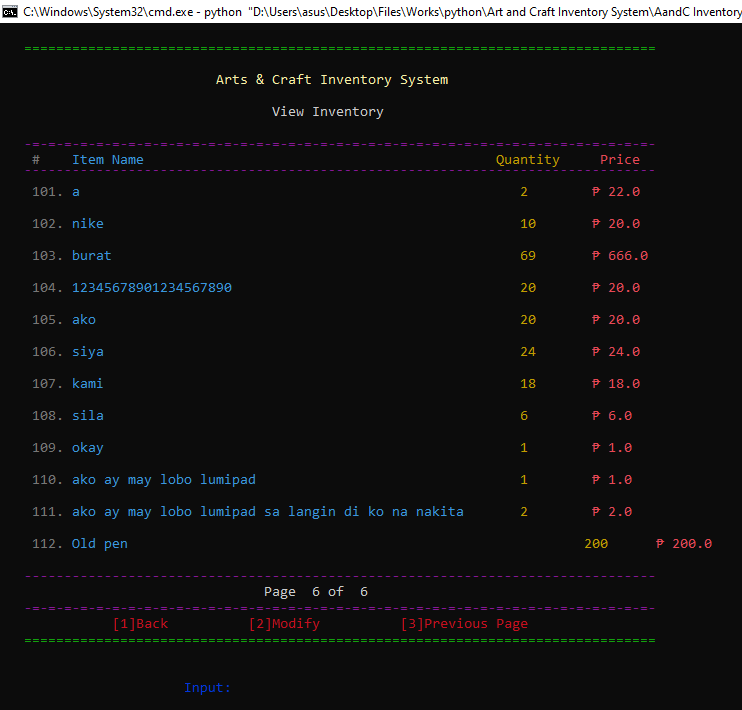 C:\Windows\System32\cmd.exe - python "D:\Users\asus\Desktop\Files\Works\python\Art and Craft Inventory System\AandC Inventory
Arts & Craft Inventory System
View Inventory
# Item Name Quantity Price
101. a 2 ₱ 22.0
102. nike 10 ₱ 20.0
103. burat 69 ₱ 666.0
104. 12345678901234567890 20 ₱ 20.0
105. ako 20 ₱ 20.0
106. siya 24 ₱ 24.0
107. kami 18 ₱ 18.0
108. sila 6 ₱ 6.0
109. okay 1 ₱ 1.0
110. ako ay may lobo lumipad 1 ₱ 1.0
111. ako ay may lobo lumipad sa langin di ko na nakita 2 ₱ 2.0
112. Old pen 200 ₱ 200.0
Page 6 of 6
[1]Back [2]Modify [3]Previous Page
Input: